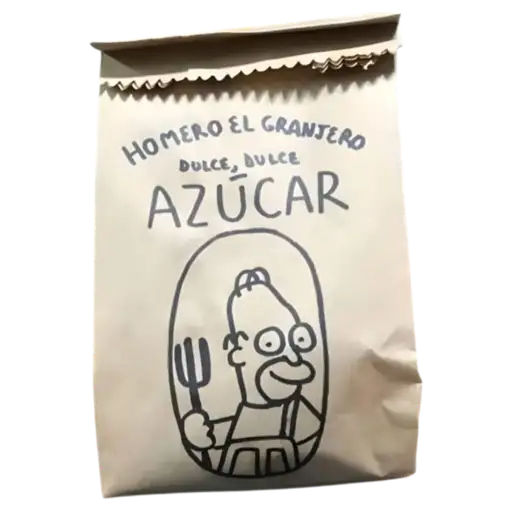 HOMERO EL GRANJERO
DULCE, DULCE
AZÚCAR